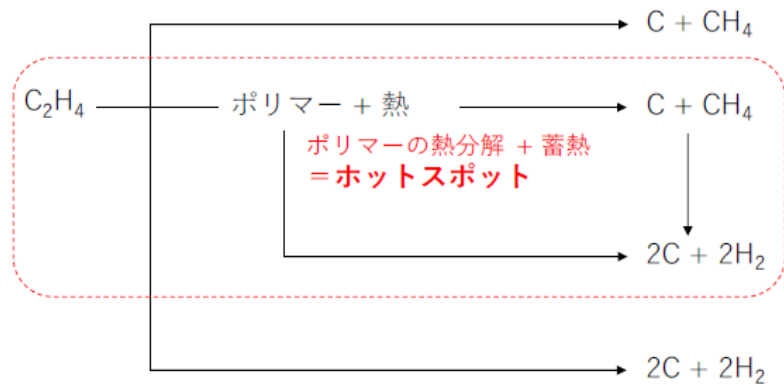 C + CH₄
C₂H₄ ポリマー + 熱 C + CH₄
ポリマーの熱分解 + 蓄熱
＝ホットスポット
2C + 2H₂
2C + 2H₂